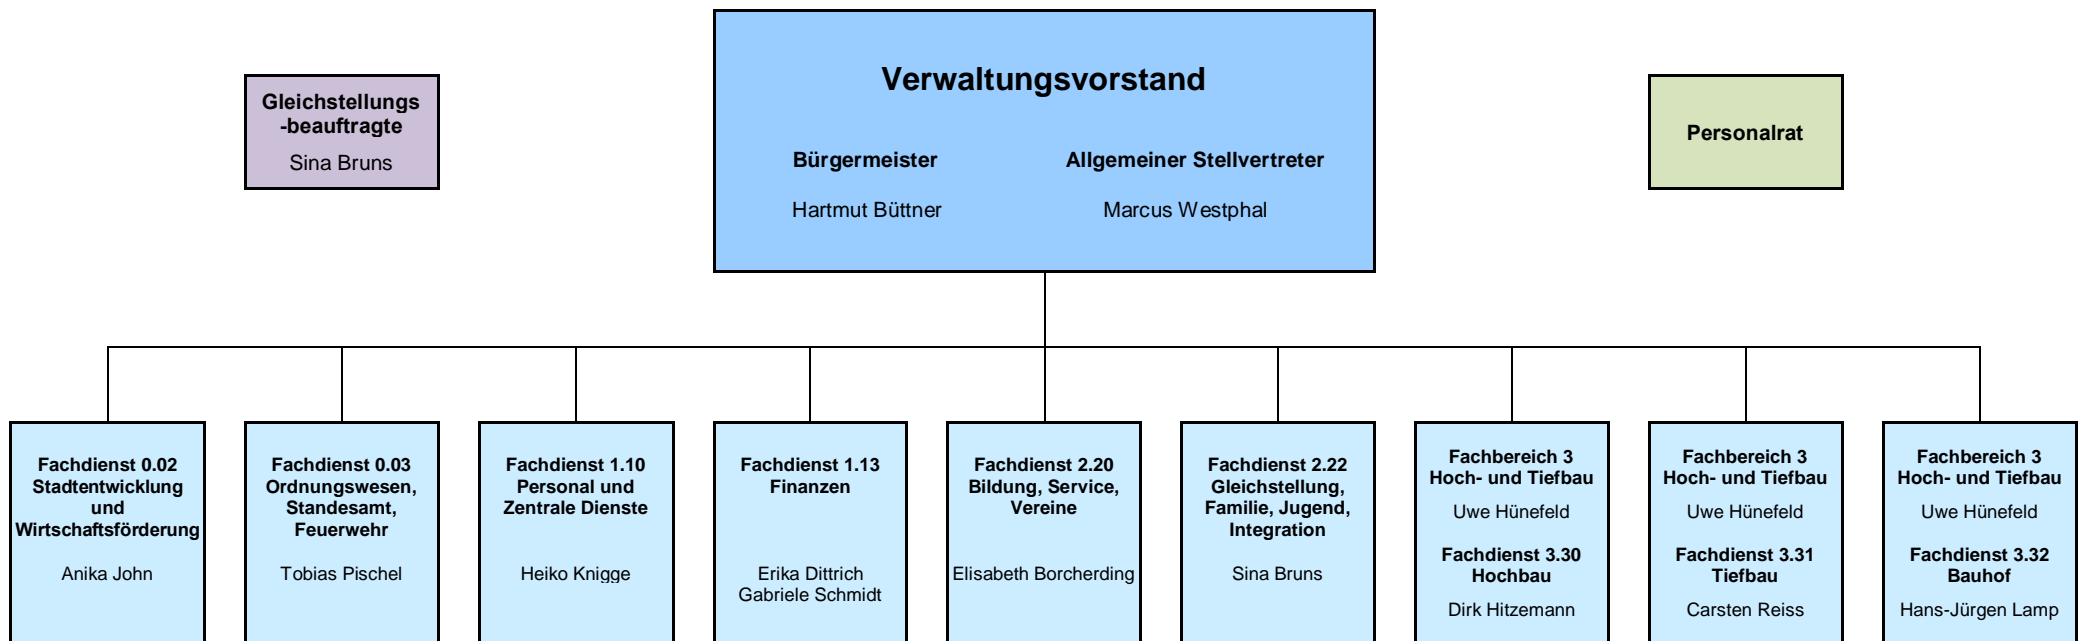 Verwaltungsvorstand
Gleichstellungs
-beauftragte
Sina Bruns
Bürgermeister
Hartmut Büttner
Allgemeiner Stellvertreter
Marcus Westphal
Personalrat
Fachdienst 0.02
Stadtentwicklung
und
Wirtschaftsförderung
Anika John
Fachdienst 0.03
Ordnungswesen,
Standesamt,
Feuerwehr
Tobias Pischel
Fachdienst 1.10
Personal und
Zentrale Dienste
Heiko Knigge
Fachdienst 1.13
Finanzen
Erika Dittrich
Gabriele Schmidt
Fachdienst 2.20
Bildung, Service,
Vereine
Elisabeth Borcherding
Fachdienst 2.22
Gleichstellung,
Familie, Jugend,
Integration
Sina Bruns
Fachbereich 3
Hoch- und Tiefbau
Uwe Hünefeld
Fachdienst 3.30
Hochbau
Dirk Hitzemann
Fachbereich 3
Hoch- und Tiefbau
Uwe Hünefeld
Fachdienst 3.31
Tiefbau
Carsten Reiss
Fachbereich 3
Hoch- und Tiefbau
Uwe Hünefeld
Fachdienst 3.32
Bauhof
Hans-Jürgen Lamp